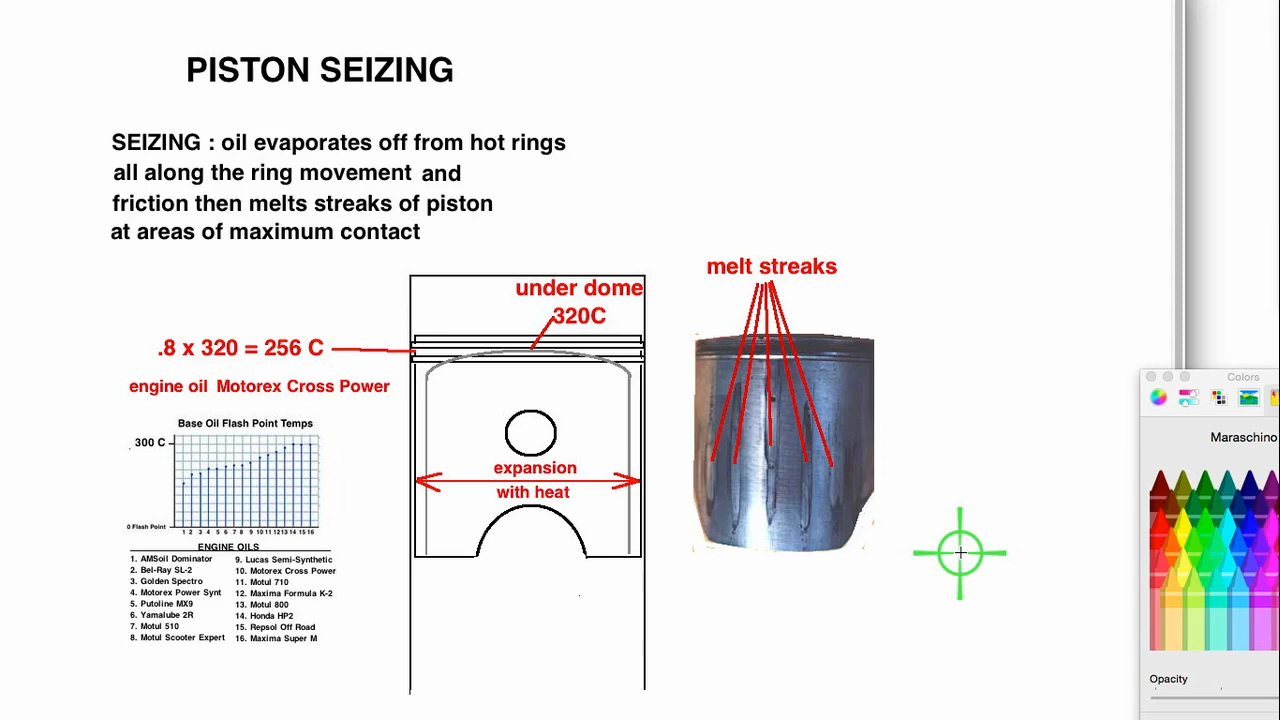 PISTON SEIZING
SEIZING : oil evaporates off from hot rings
all along the ring movement and
friction then melts streaks of piston
at areas of maximum contact
melt streaks
under dome
320C
.8 x 320 = 256 C
engine oil Motorex Cross Power
Base Oil Flash Point Temps
300 C
0 Flash Point
1 2 3 4 5 6 7 8 9 10 11 12 13 14 15 16
expansion
with heat
ENGINE OILS
1. AMSoil Dominator
2. Bel-Ray SL-2
3. Golden Spectro
4. Motorex Power Synt
5. Putoline MX9
6. Yamalube 2R
7. Motul 510
8. Motul Scooter Expert
9. Lucas Semi-Synthetic
10. Motorex Cross Power
11. Motul 710
12. Maxima Formula K-2
13. Motul 800
14. Honda HP2
15. Repsol Off Road
16. Maxima Super M
Colors
Maraschino
Opacity